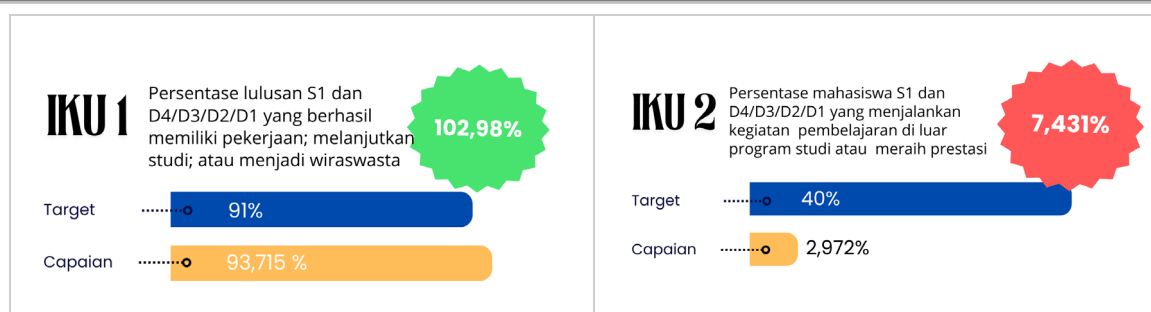 IKU 1
Persentase lulusan S1 dan
D4/D3/D2/D1 yang berhasil
memiliki pekerjaan; melanjutkan
studi; atau menjadi wiraswasta
102,98%
Target
91%
Capaian
93,715 %
IKU 2
Persentase mahasiswa S1 dan
D4/D3/D2/D1 yang menjalankan
kegiatan  pembelajaran di luar
program studi atau  meraih prestasi
7,431%
Target
40%
Capaian
2,972%